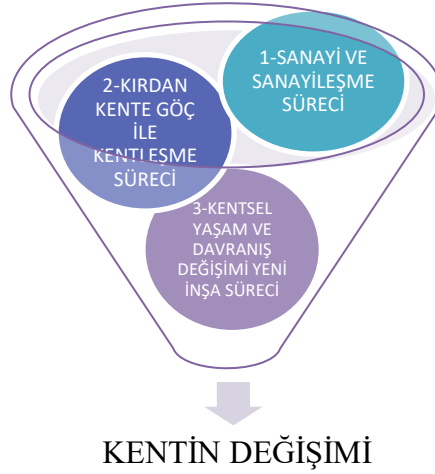 1-SANAYİ VE
SANAYİLEŞME
SÜRECİ
2-KIRDAN
KENTE GÖÇ
İLE
KENTLEŞME
SÜRECİ
3-KENTSEL
YAŞAM VE
DAVRANIŞ
DEĞİŞİMİ YENİ
İNŞA SÜRECİ
KENTİN DEĞİŞİMİ